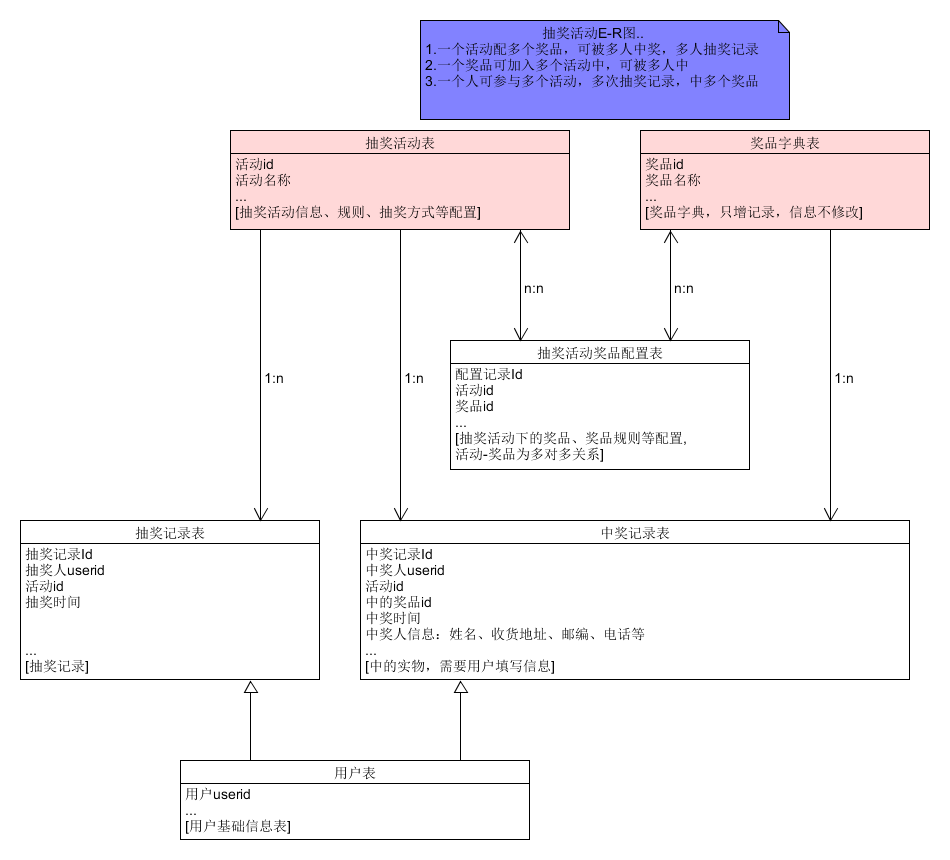 抽奖活动E-R图..
1.一个活动配多个奖品，可被多人中奖，多人抽奖记录
2.一个奖品可加入多个活动中，可被多人中
3.一个人可参与多个活动，多次抽奖记录，中多个奖品
抽奖活动表
活动id
活动名称
...
[抽奖活动信息、规则、抽奖方式等配置]
奖品字典表
奖品id
奖品名称
...
[奖品字典，只增记录，信息不修改]
n:n
n:n
抽奖活动奖品配置表
配置记录Id
活动id
奖品id
...
[抽奖活动下的奖品、奖品规则等配置,
活动-奖品为多对多关系]
1:n
1:n
1:n
抽奖记录表
抽奖记录Id
抽奖人userid
活动id
抽奖时间
...
[抽奖记录]
中奖记录表
中奖记录Id
中奖人userid
活动id
中的奖品id
中奖时间
中奖人信息：姓名、收货地址、邮编、电话等
...
[中的实物，需要用户填写信息]
用户表
用户userid
...
[用户基础信息表]